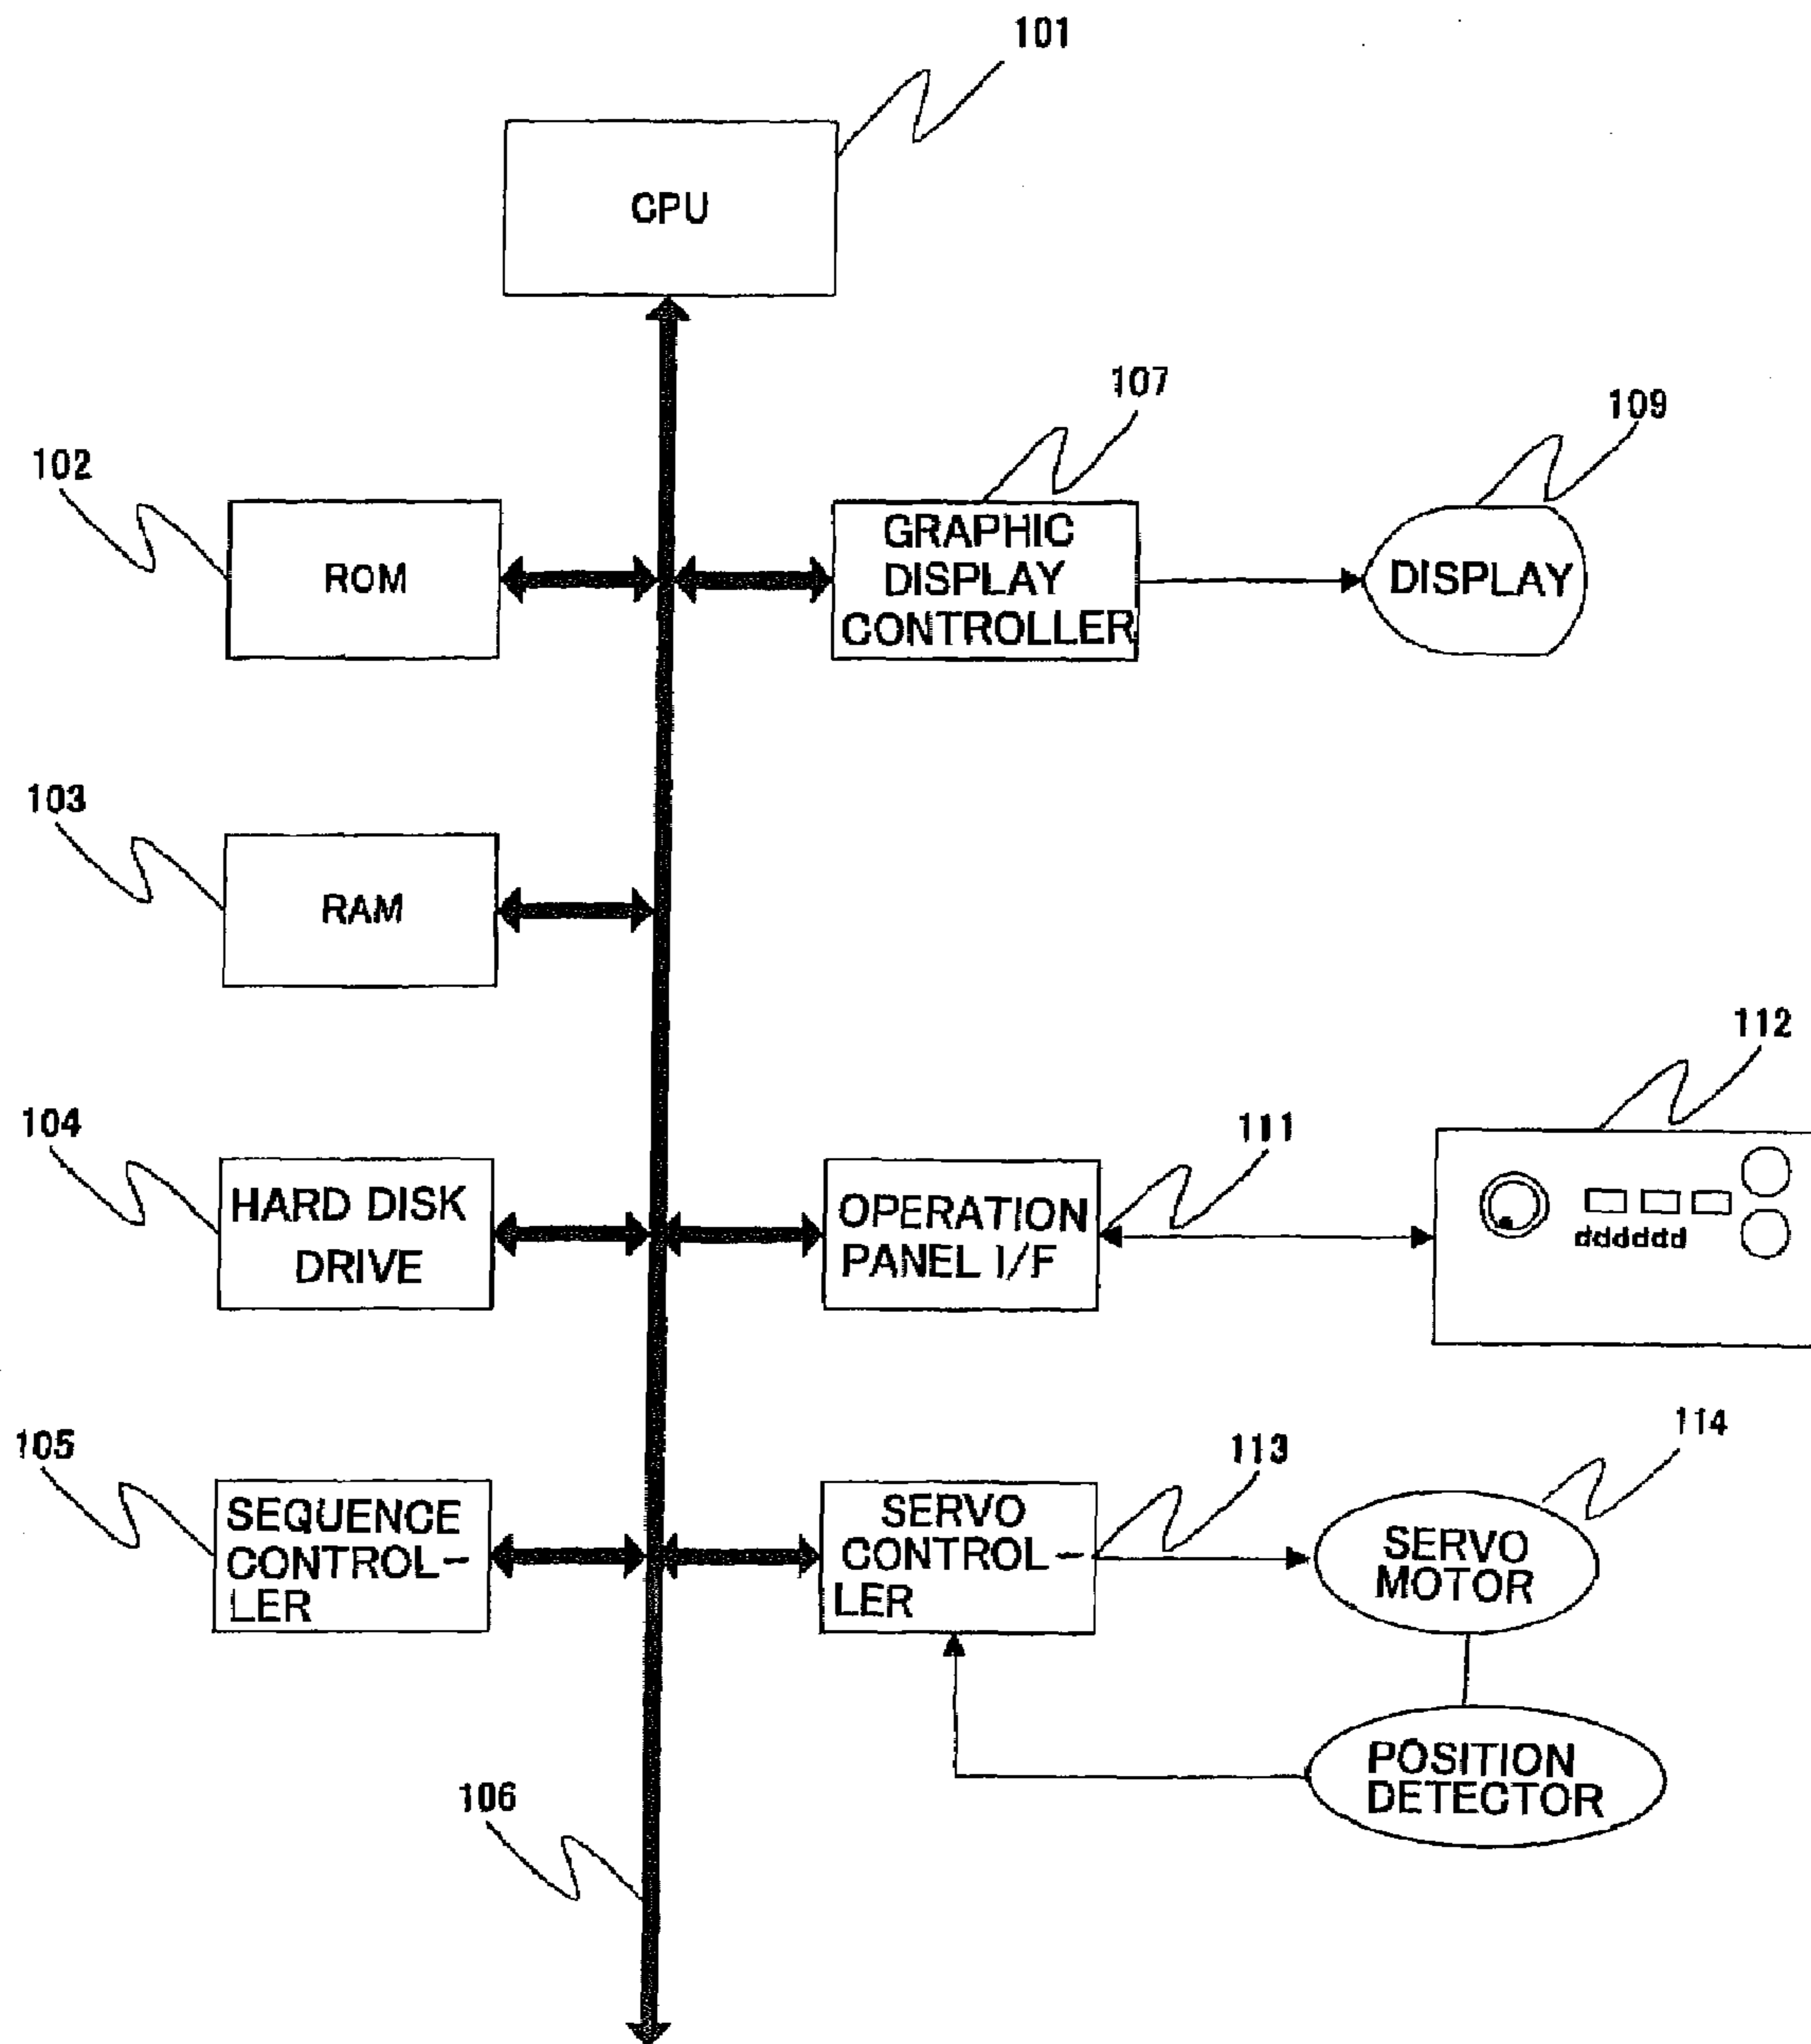 101
CPU
107
109
102
ROM
GRAPHIC
DISPLAY
CONTROLLER
DISPLAY
103
RAM
112
104
111
HARD DISK
DRIVE
OPERATION
PANEL I/F
dddddd
105
113
114
SEQUENCE
CONTROL-
LER
SERVO
CONTROL-
LER
SERVO
MOTOR
106
POSITION
DETECTOR